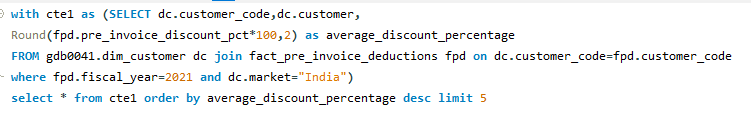 with cte1 as (SELECT dc.customer_code,dc.customer,
Round(fpd.pre_invoice_discount_pct*100,2) as average_discount_percentage
FROM gdb0041.dim_customer dc join fact_pre_invoice_deductions fpd on dc.customer_code=fpd.customer_code
where fpd.fiscal_year=2021 and dc.market="India")
select * from cte1 order by average_discount_percentage desc limit 5